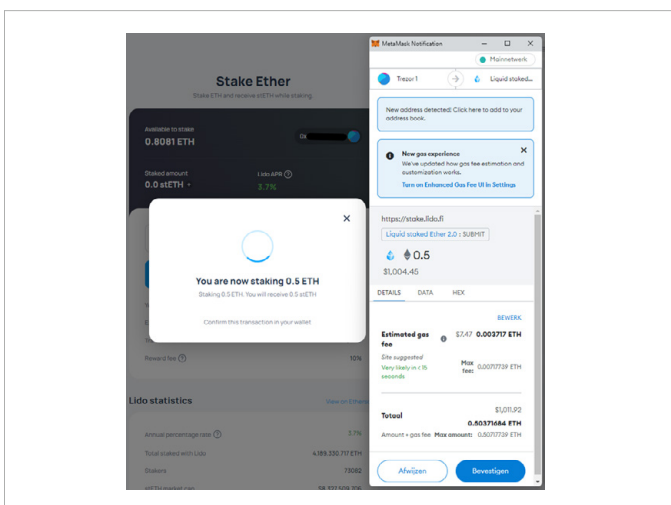 Stake Ether
Stake ETH and receive stETH while staking.
Available to stake
0.8081 ETH
0x
Staked amount
0.0 stETH
Lido APR
3.7%
You are now staking 0.5 ETH
Staking 0.5 ETH. You will receive 0.5 stETH
Confirm this transaction in your wallet
Reward fee
10%
Lido statistics
View on
Annual percentage rate
3.7%
Total staked with Lido
4,189,330.717 ETH
Stakers
73082
stETH market cap
MetaMask Notification
Mainnetwerk
Trezor 1
Liquid staked...
New address detected! Click here to add to your
address book.
New gas experience
We've updated how gas fee estimation and
customization works.
Turn on Enhanced Gas Fee UI in Settings
https://stake.lido.fi
Liquid staked Ether 2.0 : SUBMIT
0.5
$1,004.45
DETAILS
DATA
HEX
BEWERK
Estimated gas
fee
$7.47 0.003717 ETH
Site suggested
Very likely in < 15
seconds
Max
fee:
0.00717739 ETH
Totaal
$1,011.92
0.50371684 ETH
Amount + gas fee
Max amount: 0.50717739 ETH
Afwijzen
Bevestigen